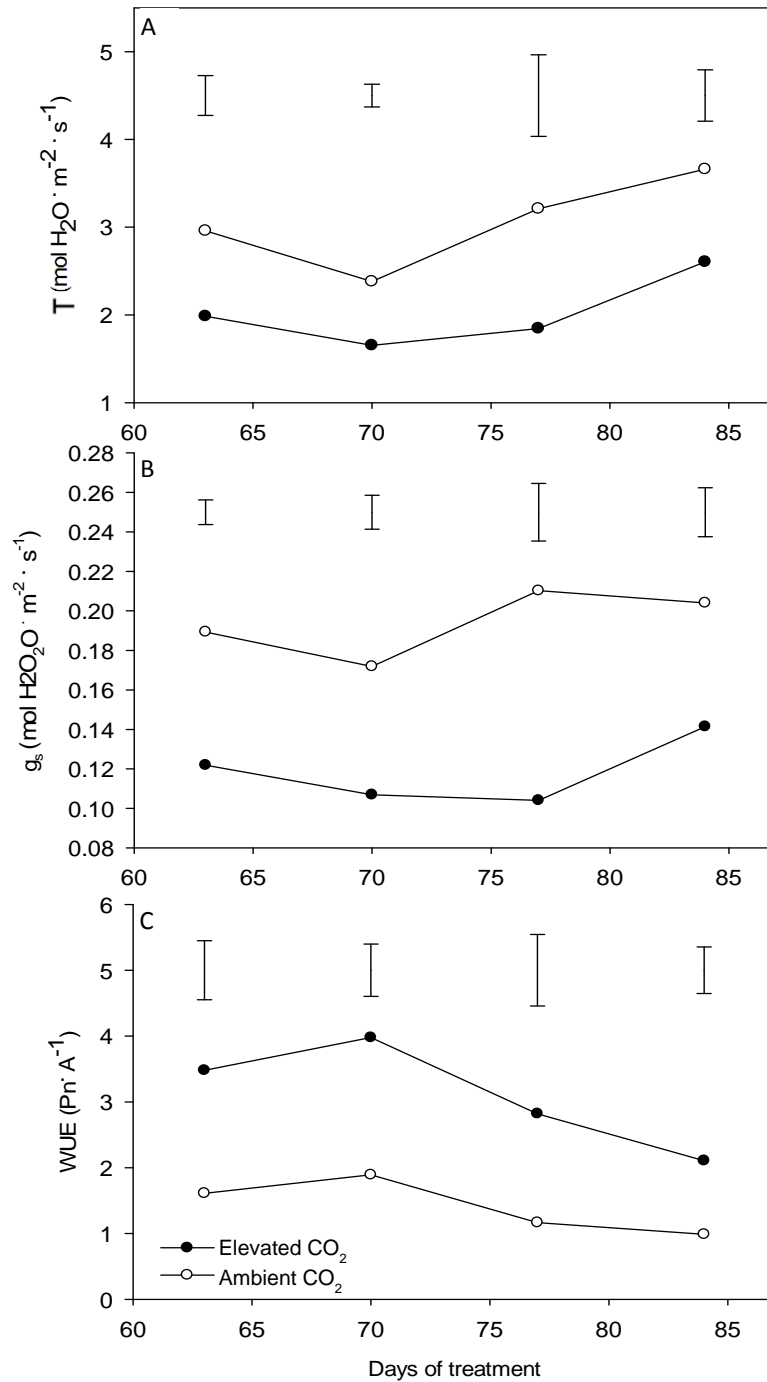 A
5
4
3
2
1
T (mol H₂O · m⁻² · s⁻¹)
60 65 70 75 80 85
B
0.28
0.26
0.24
0.22
0.20
0.18
0.16
0.14
0.12
0.10
0.08
gₛ (mol H2O₂O · m⁻² · s⁻¹)
60 65 70 75 80 85
C
6
5
4
3
2
1
0
WUE (Pn· A⁻¹)
Elevated CO₂
Ambient CO₂
60 65 70 75 80 85
Days of treatment